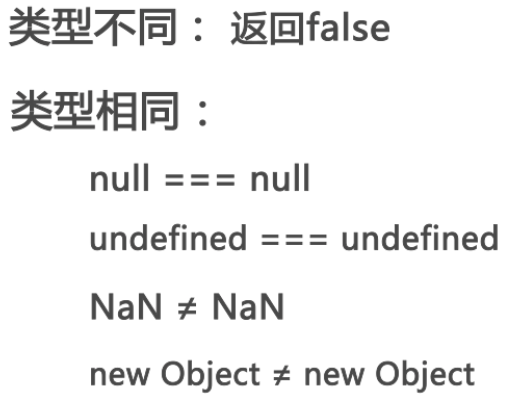 类型不同： 返回false
类型相同：
null === null
undefined === undefined
NaN ≠ NaN
new Object ≠ new Object